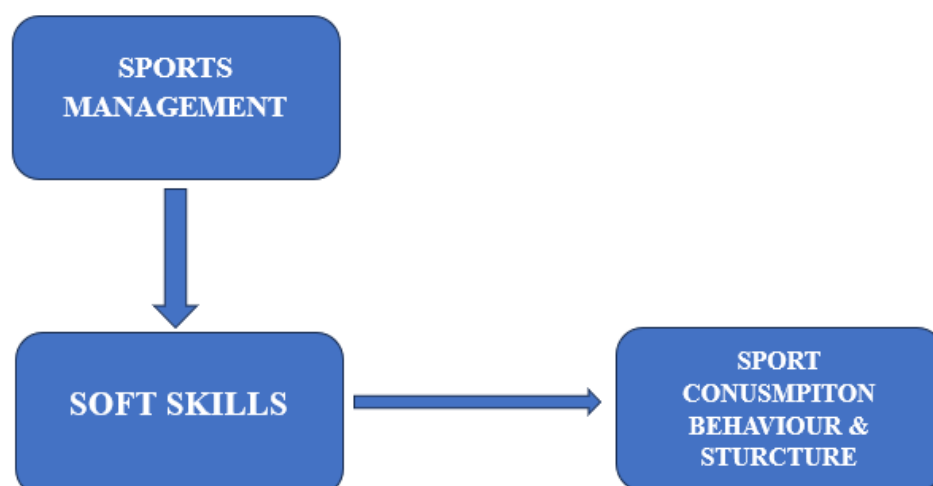 SPORTS
MANAGEMENT
SOFT SKILLS
SPORT
CONUSMPITON
BEHAVIOUR &
STURCTURE